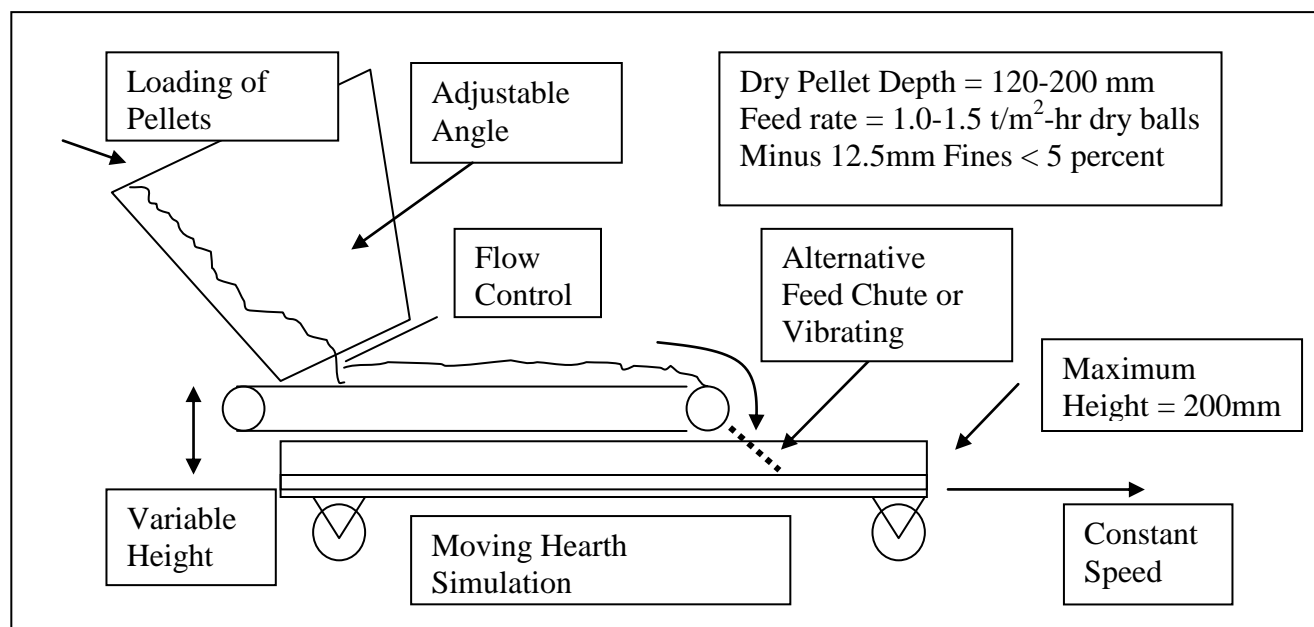 Loading of
Pellets
Adjustable
Angle
Dry Pellet Depth = 120-200 mm
Feed rate = 1.0-1.5 t/m²-hr dry balls
Minus 12.5mm Fines < 5 percent
Flow
Control
Alternative
Feed Chute or
Vibrating
Maximum
Height = 200mm
Variable
Height
Moving Hearth
Simulation
Constant
Speed